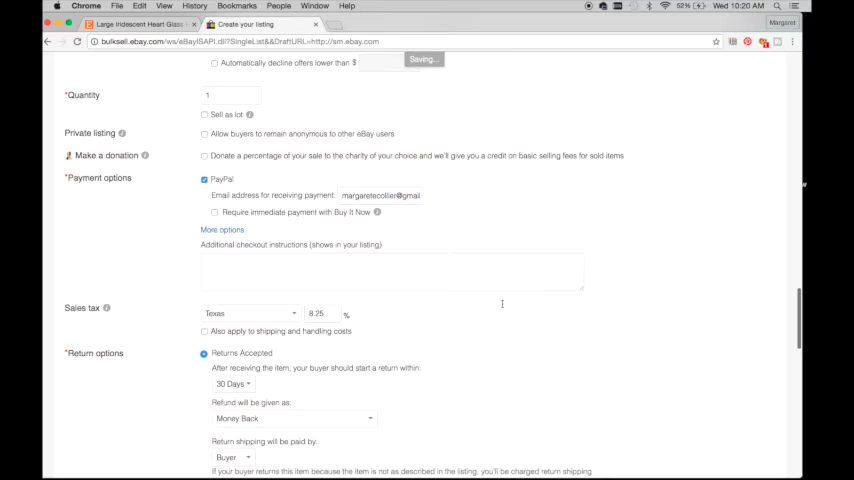 Chrome File Edit View History Bookmarks People Window Help 52% Wed 10:20 AM
Large Iridescent Heart Glass Create your listing Margaret
bulksell.ebay.com/ws/eBayISAPI.dll?SingleList&&DraftURL=http://sm.ebay.com
Automatically decline offers lower than $
Saving...
*Quantity 1
Sell as lot
Private listing Allow buyers to remain anonymous to other eBay users
Make a donation Donate a percentage of your sale to the charity of your choice and we'll give you a credit on basic selling fees for sold items
*Payment options PayPal
Email address for receiving payment: margaretecollier@gmail
Require immediate payment with Buy It Now
More options
Additional checkout instructions (shows in your listing)
Sales tax Texas 8.25 %
Also apply to shipping and handling costs
*Return options Returns Accepted
After receiving the item, your buyer should start a return within:
30 Days
Refund will be given as:
Money Back
Return shipping will be paid by:
Buyer
If your buyer returns this item because the item is not as described in the listing, you'll be charged return shipping